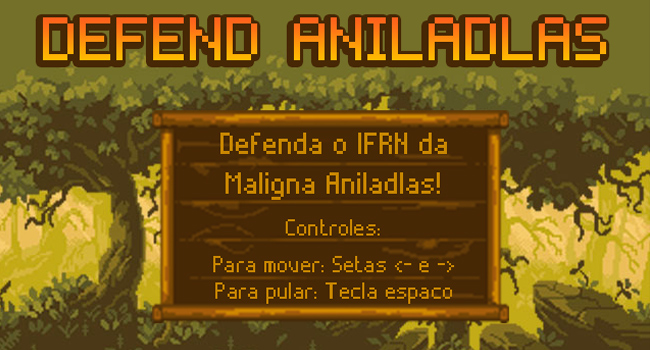 DEFEND ANILADLAS
Defenda o IFRN da
Maligna Aniladlas!
Controles:
Para mover: Setas <- e ->
Para pular: Tecla espaco